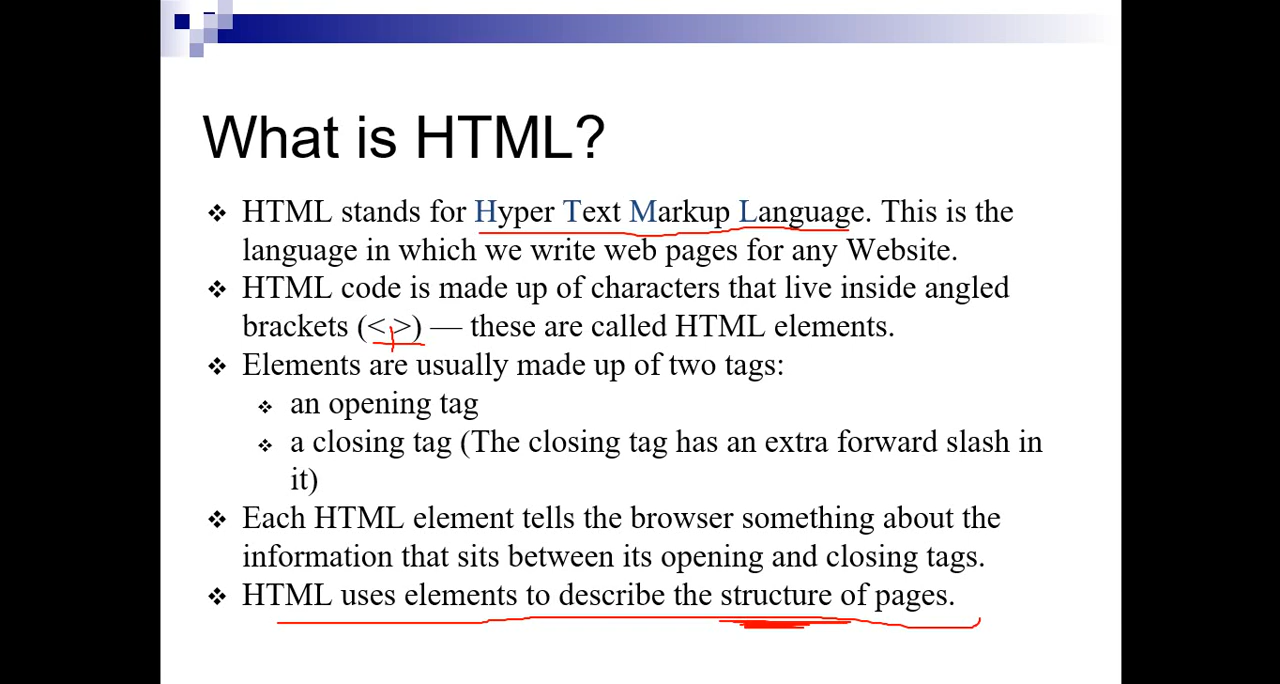 What is HTML?
❖ HTML stands for Hyper Text Markup Language. This is the
language in which we write web pages for any Website.
❖ HTML code is made up of characters that live inside angled
brackets (< >) — these are called HTML elements.
❖ Elements are usually made up of two tags:
❖ an opening tag
❖ a closing tag (The closing tag has an extra forward slash in
it)
❖ Each HTML element tells the browser something about the
information that sits between its opening and closing tags.
❖ HTML uses elements to describe the structure of pages.